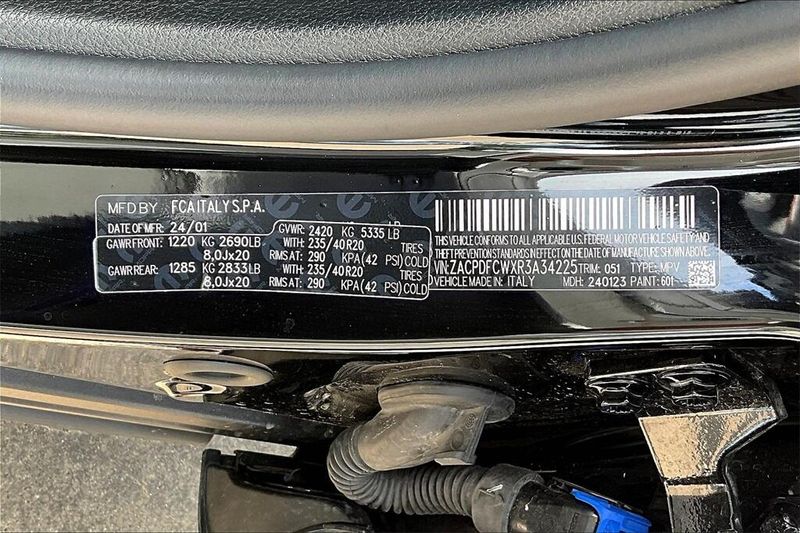 MFD BY FCA ITALY S.P.A.
DATE OF MFR: 24/01 GVWR: 2420 KG 5335 LB
GAWR FRONT: 1220 KG 2690LB WITH: 235/40R20 TIRES
8,0Jx20 RIMS AT: 290 KPA(42 PSI) COLD
GAWR REAR: 1285 KG 2833LB WITH: 235/40R20 TIRES
8,0Jx20 RIMS AT: 290 KPA(42 PSI) COLD
THIS VEHICLE CONFORMS TO ALL APPLICABLE U.S. FEDERAL MOTOR VEHICLE SAFETY,
BUMPER, AND THEFT PREVENTION STANDARDS IN
EFFECT ON THE DATE OF MANUFACTURE SHOWN ABOVE.
VIN: ZACPDFCWXR3A34225 TRIM: 051 TYPE: MPV
VEHICLE MADE IN: ITALY MDH: 240123 PAINT: 601